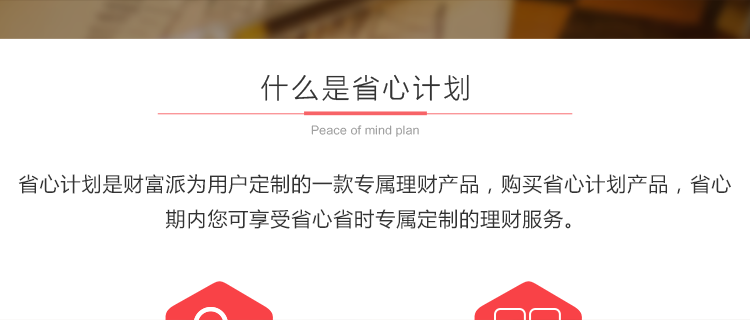 什么是省心计划
Peace of mind plan
省心计划是财富派为用户定制的一款专属理财产品，购买省心计划产品，省心
期内您可享受省心省时专属定制的理财服务。